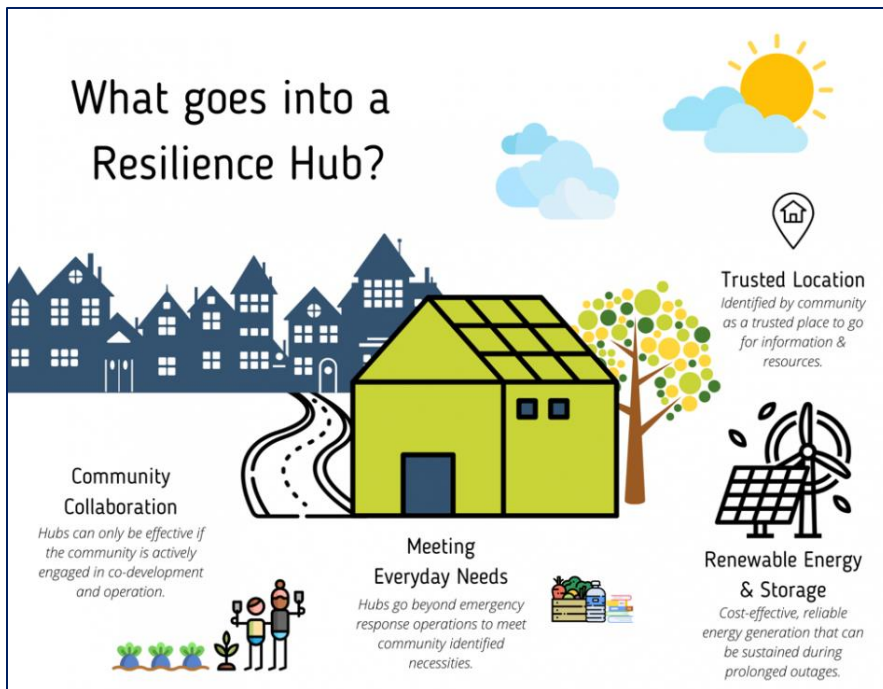 What goes into a
Resilience Hub?
Trusted Location
Identified by community
as a trusted place to go
for information &
resources.
Community
Collaboration
Hubs can only be effective if
the community is actively
engaged in co-development
and operation.
Meeting
Everyday Needs
Hubs go beyond emergency
response operations to meet
community identified
necessities.
Renewable Energy
& Storage
Cost-effective, reliable
energy generation that can
be sustained during
prolonged outages.